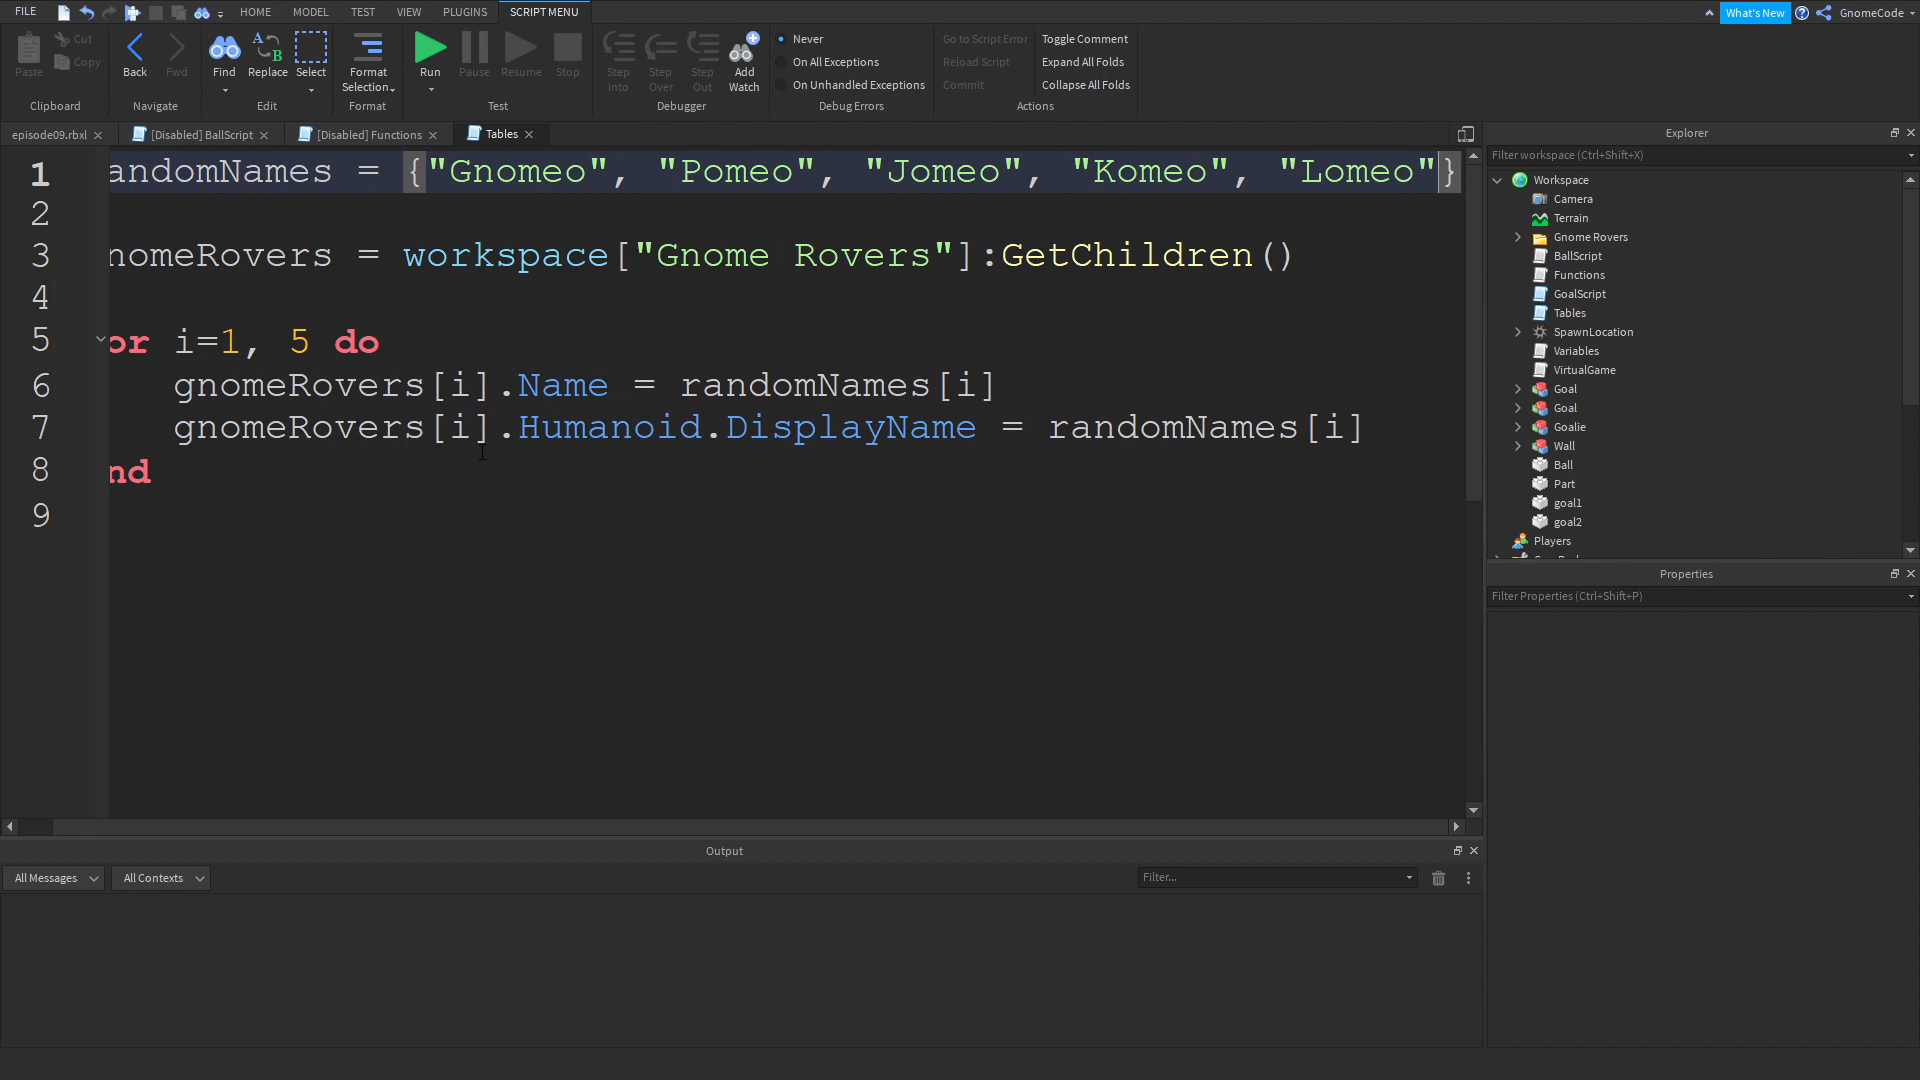 FILE HOME MODEL TEST VIEW PLUGINS SCRIPT MENU What's New GnomeCode
Paste Cut Copy Clipboard
Back Fwd Navigate
Find Replace Select Edit
Format Selection Format
Run Pause Resume Stop Test
Step Into Step Over Step Out Add Watch Debugger
Never
On All Exceptions
On Unhandled Exceptions
Debug Errors
Go to Script Error Toggle Comment
Reload Script Expand All Folds
Commit Collapse All Folds
Actions
episode09.rbxl [Disabled] BallScript [Disabled] Functions Tables
1 andomNames = {"Gnomeo", "Pomeo", "Jomeo", "Komeo", "Lomeo"}
2
3 nomeRovers = workspace["Gnome Rovers"]:GetChildren()
4
5 or i=1, 5 do
6 gnomeRovers[i].Name = randomNames[i]
7 gnomeRovers[i].Humanoid.DisplayName = randomNames[i]
8 nd
9
Output
All Messages All Contexts Filter...
Explorer
Filter workspace (Ctrl+Shift+X)
Workspace
Camera
Terrain
Gnome Rovers
BallScript
Functions
GoalScript
Tables
SpawnLocation
Variables
VirtualGame
Goal
Goal
Goalie
Wall
Ball
Part
goal1
goal2
Players
Properties
Filter Properties (Ctrl+Shift+P)